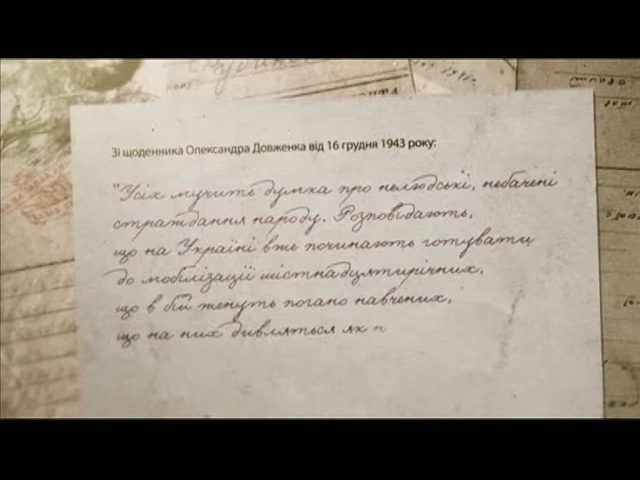 Зі щоденника Олександра Довженка від 16 грудня 1943 року:
"Усіх мучить думка про нелюдські, небачені
страждання народу. Розповідають,
що на Україні вже починають готувати
до мобілізації шістнадцятирічних,
що в бій женуть погано навчених,
що на них дивляться як п